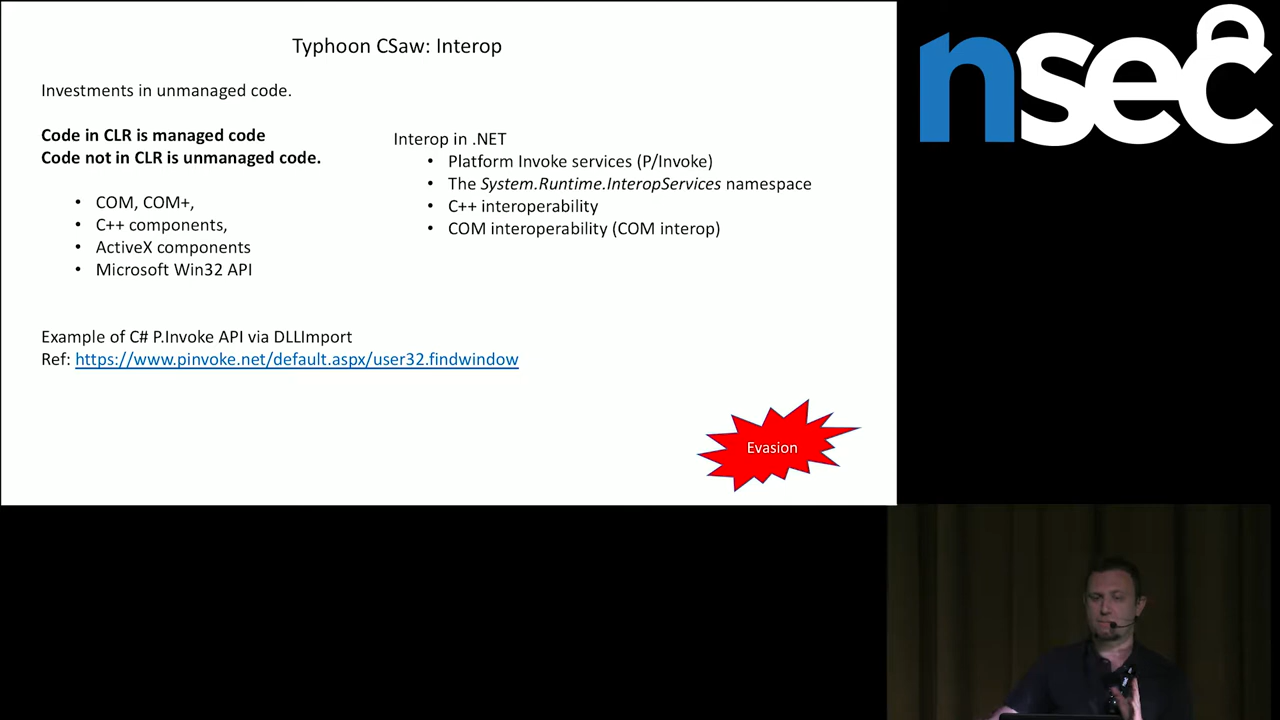 Typhoon CSaw: Interop
Investments in unmanaged code.
Code in CLR is managed code
Code not in CLR is unmanaged code.
• COM, COM+,
• C++ components,
• ActiveX components
• Microsoft Win32 API
Interop in .NET
• Platform Invoke services (P/Invoke)
• The System.Runtime.InteropServices namespace
• C++ interoperability
• COM interoperability (COM interop)
Example of C# P.Invoke API via DLLImport
Ref: https://www.pinvoke.net/default.aspx/user32.findwindow
Evasion
nsec